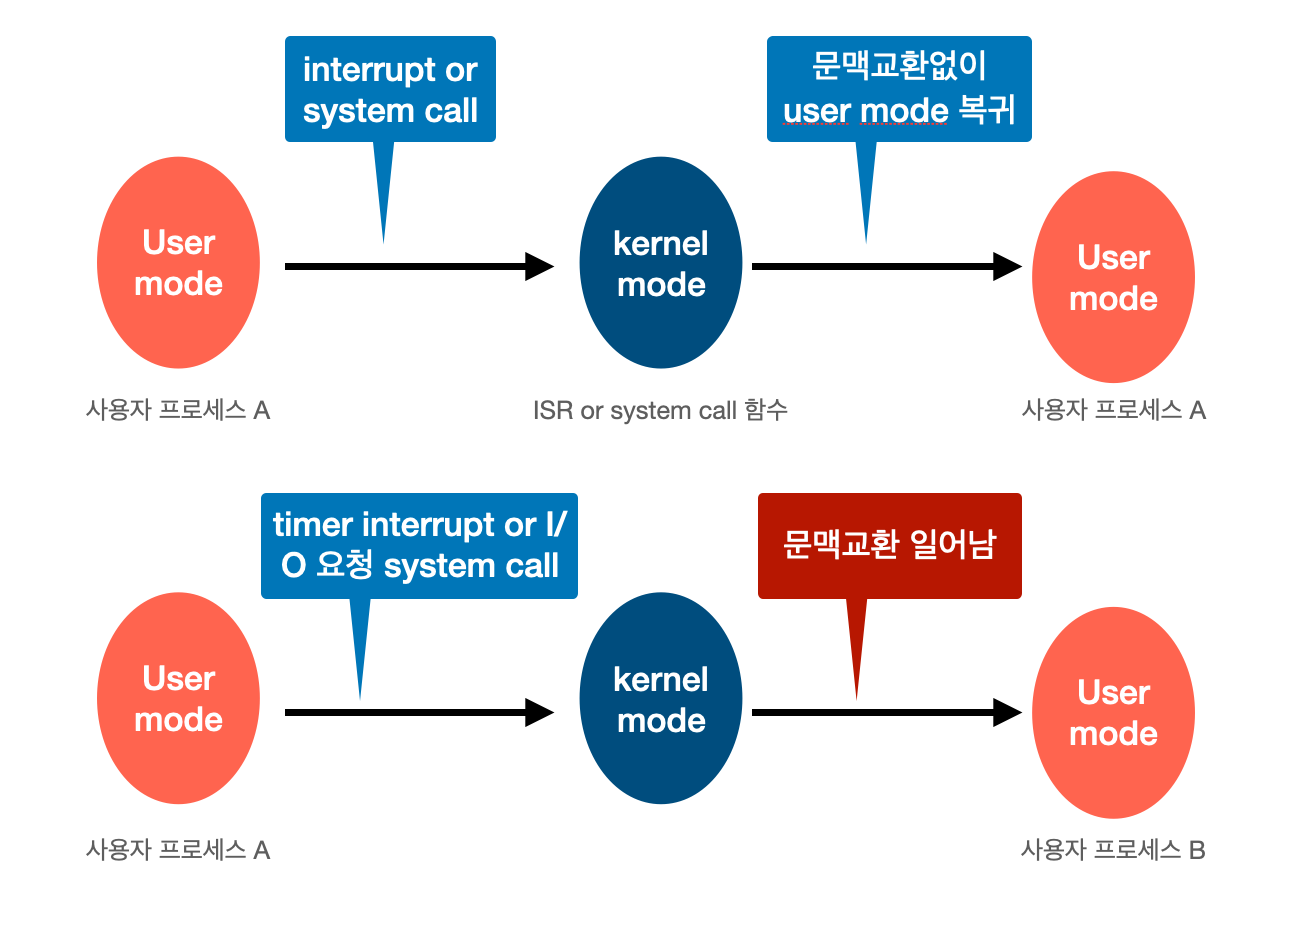 interrupt or
system call
문맥교환없이
user mode 복귀
User
mode
kernel
mode
User
mode
사용자 프로세스 A
ISR or system call 함수
사용자 프로세스 A
timer interrupt or I/
O 요청 system call
문맥교환 일어남
User
mode
kernel
mode
User
mode
사용자 프로세스 A
사용자 프로세스 B